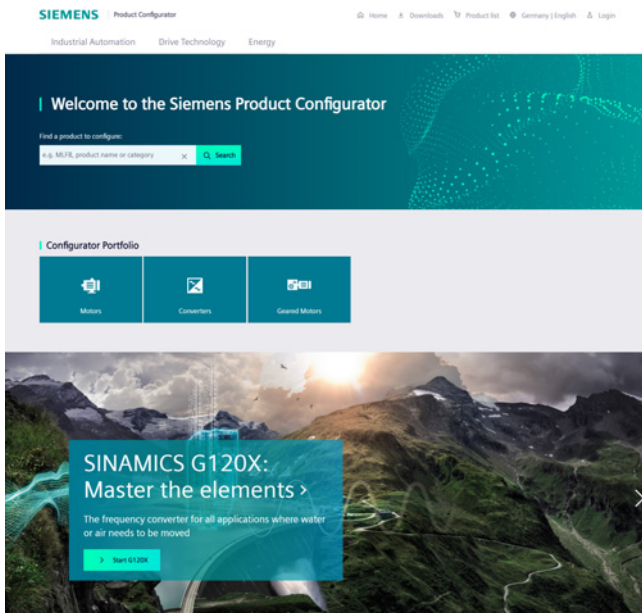 SIEMENS Product Configurator
Home Downloads Product list Germany | English Login
Industrial Automation Drive Technology Energy
Welcome to the Siemens Product Configurator
Find a product to configure:
e.g. MLFB, product name or category Search
Configurator Portfolio
Motors Converters Geared Motors
SINAMICS G120X:
Master the elements
The frequency converter for all applications where water
or air needs to be moved
Start G120X